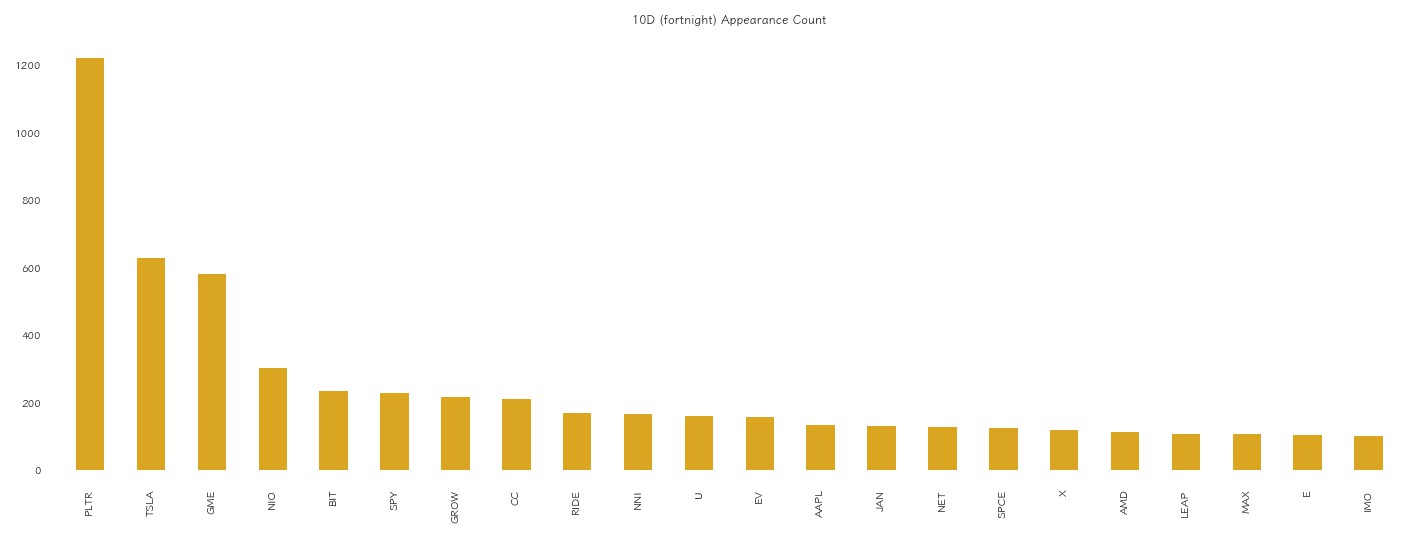 10D (fortnight) Appearance Count
1200
1000
800
600
400
200
0
PLTR
TSLA
GME
NIO
BIT
SPY
GROW
CC
RIDE
NNI
U
EV
AAPL
JAN
NET
SPCE
X
AMD
LEAP
MAX
E
IMO